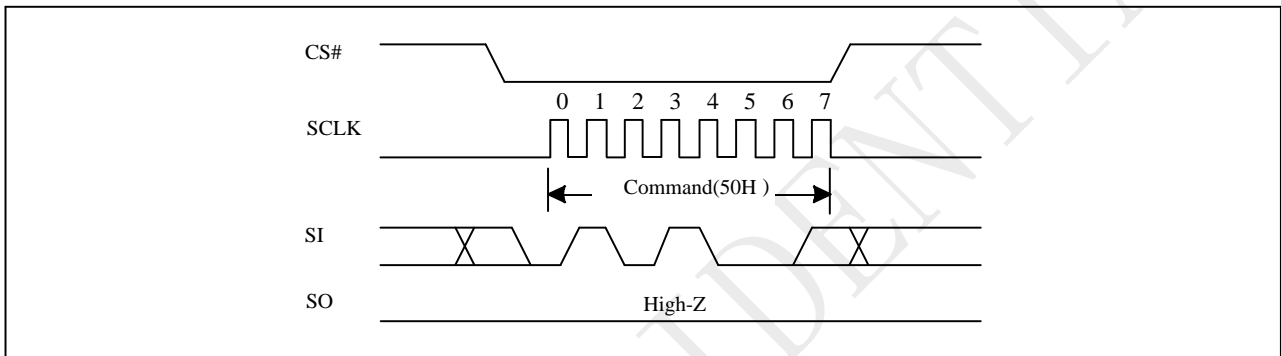 CS#
0 1 2 3 4 5 6 7
SCLK
Command(50H )
SI
SO
High-Z